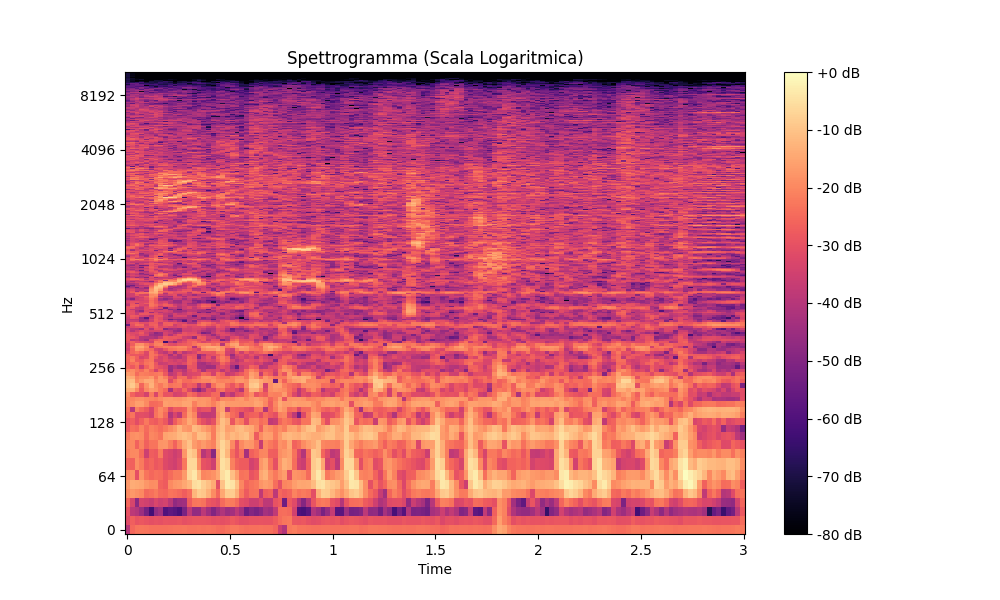 Spettrogramma (Scala Logaritmica)
8192
4096
2048
1024
512
256
128
64
0
Hz
0
0.5
1
1.5
2
2.5
3
Time
+0 dB
-10 dB
-20 dB
-30 dB
-40 dB
-50 dB
-60 dB
-70 dB
-80 dB